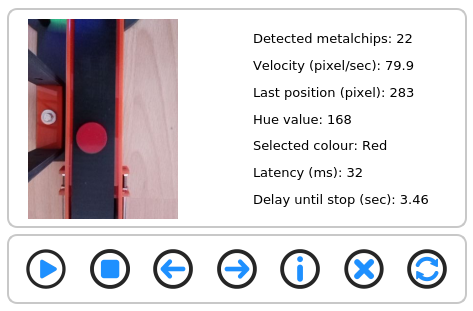 Detected metalchips: 22
Velocity (pixel/sec): 79.9
Last position (pixel): 283
Hue value: 168
Selected colour: Red
Latency (ms): 32
Delay until stop (sec): 3.46